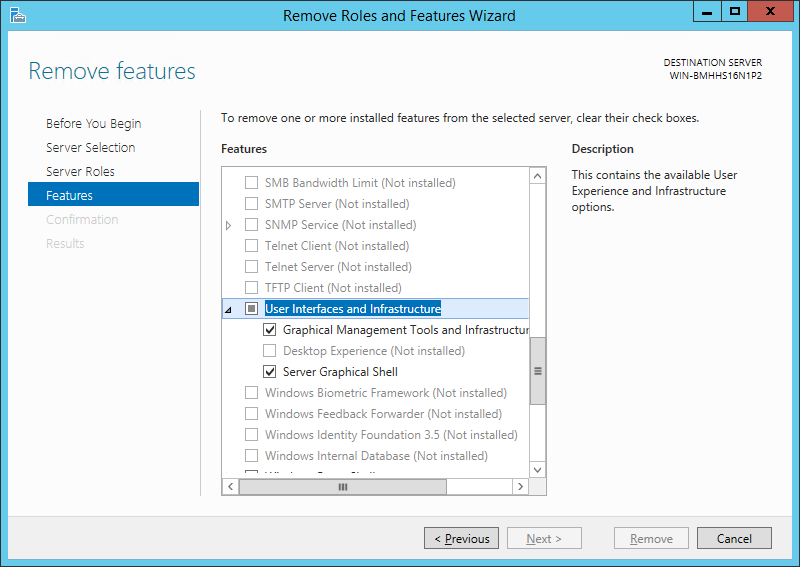 Remove Roles and Features Wizard
Remove features
DESTINATION SERVER
WIN-BMHHS16N1P2
Before You Begin
Server Selection
Server Roles
Features
Confirmation
Results
To remove one or more installed features from the selected server, clear their check boxes.
Features
SMB Bandwidth Limit (Not installed)
SMTP Server (Not installed)
SNMP Service (Not installed)
Telnet Client (Not installed)
Telnet Server (Not installed)
TFTP Client (Not installed)
User Interfaces and Infrastructure
Graphical Management Tools and Infrastructur
Desktop Experience (Not installed)
Server Graphical Shell
Windows Biometric Framework (Not installed)
Windows Feedback Forwarder (Not installed)
Windows Identity Foundation 3.5 (Not installed)
Windows Internal Database (Not installed)
Description
This contains the available User
Experience and Infrastructure
options.
< Previous
Next >
Remove
Cancel